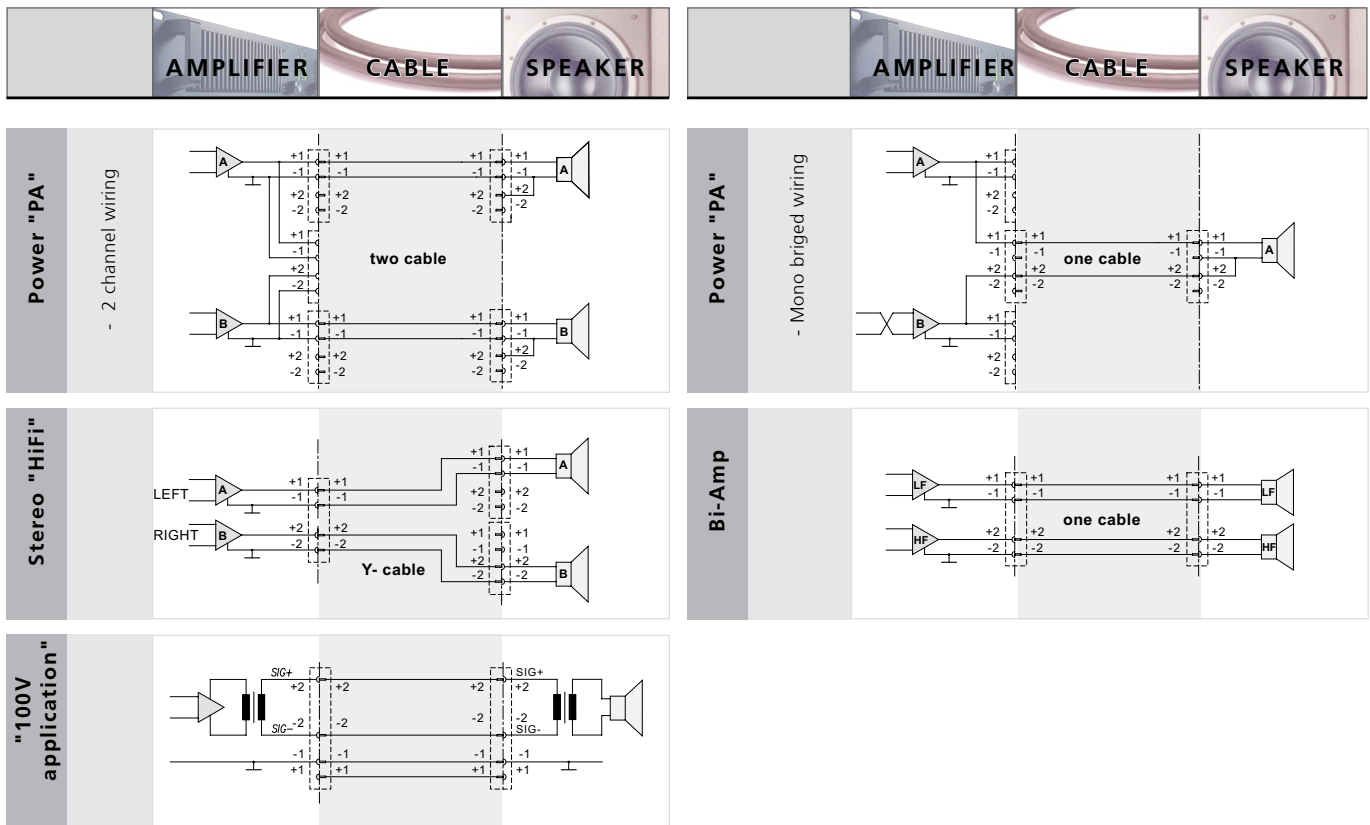 AMPLIFIER CABLE SPEAKER
AMPLIFIER CABLE SPEAKER
Power "PA"
- 2 channel wiring
A +1 +1 +1 +1 A
-1 -1 -1 -1
+2 +2 +2 +2
-2 -2 -2 -2
+1
-1
two cable
+2
-2
B +1 +1 +1 +1 B
-1 -1 -1 -1
+2 +2 +2 +2
-2 -2 -2 -2
Power "PA"
- Mono briged wiring
A +1
-1
+2
-2
+1 +1 +1 +1 A
-1 -1 one cable -1 -1
+2 +2 +2 +2
-2 -2 -2 -2
B +1
-1
+2
-2
Stereo "HiFi"
+1 +1 A
-1 -1
+2 +2
-2 -2
LEFT A +1 +1
-1 -1
RIGHT B +2 +2
-2 -2
Y- cable
+1 +1
-1 -1
+2 +2 B
-2 -2
Bi-Amp
LF +1 +1 +1 +1 LF
-1 -1 -1 -1
one cable
HF +2 +2 +2 +2 HF
-2 -2 -2 -2
"100V
application"
SIG+ SIG+
+2 +2 +2 +2
-2 -2 -2 -2
SIG– SIG-
-1 -1 -1 -1
+1 +1 +1 +1